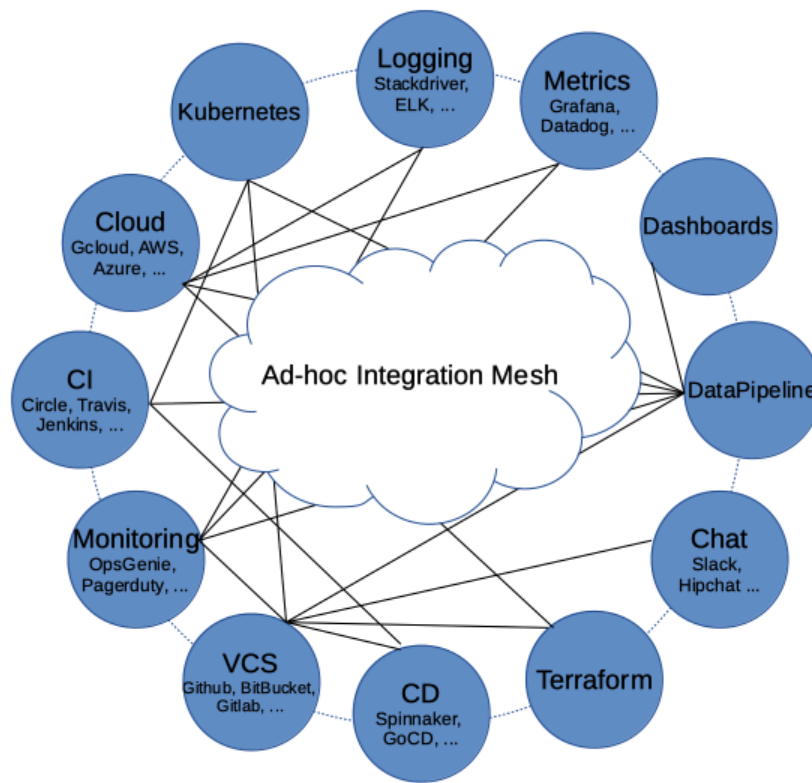 Logging
Stackdriver,
ELK, ...
Metrics
Grafana,
Datadog, ...
Kubernetes
Cloud
Gcloud, AWS,
Azure, ...
Dashboards
Ad-hoc Integration Mesh
CI
Circle, Travis,
Jenkins, ...
DataPipeline
Monitoring
OpsGenie,
Pagerduty, ...
Chat
Slack,
Hipchat ...
VCS
Github, BitBucket,
Gitlab, ...
CD
Spinnaker,
GoCD, ...
Terraform